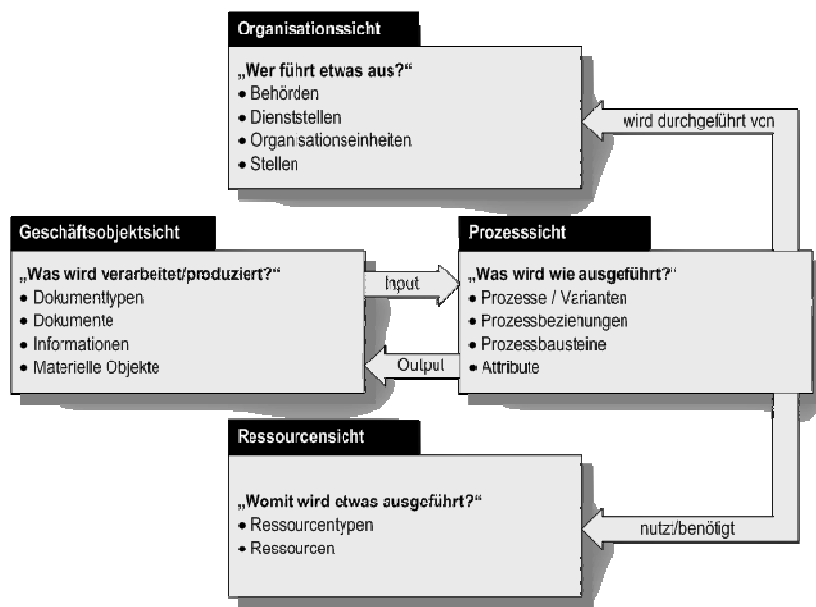 Organisationssicht
„Wer führt etwas aus?“
● Behörden
● Dienststellen
● Organisationseinheiten
● Stellen
wird durchgeführt von
Geschäftsobjektsicht
„Was wird verarbeitet/produziert?“
● Dokumenttypen
● Dokumente
● Informationen
● Materielle Objekte
Input
Output
Prozesssicht
„Was wird wie ausgeführt?“
● Prozesse / Varianten
● Prozessbeziehungen
● Prozessbausteine
● Attribute
Ressourcensicht
„Womit wird etwas ausgeführt?“
● Ressourcentypen
● Ressourcen
nutzt/benötigt